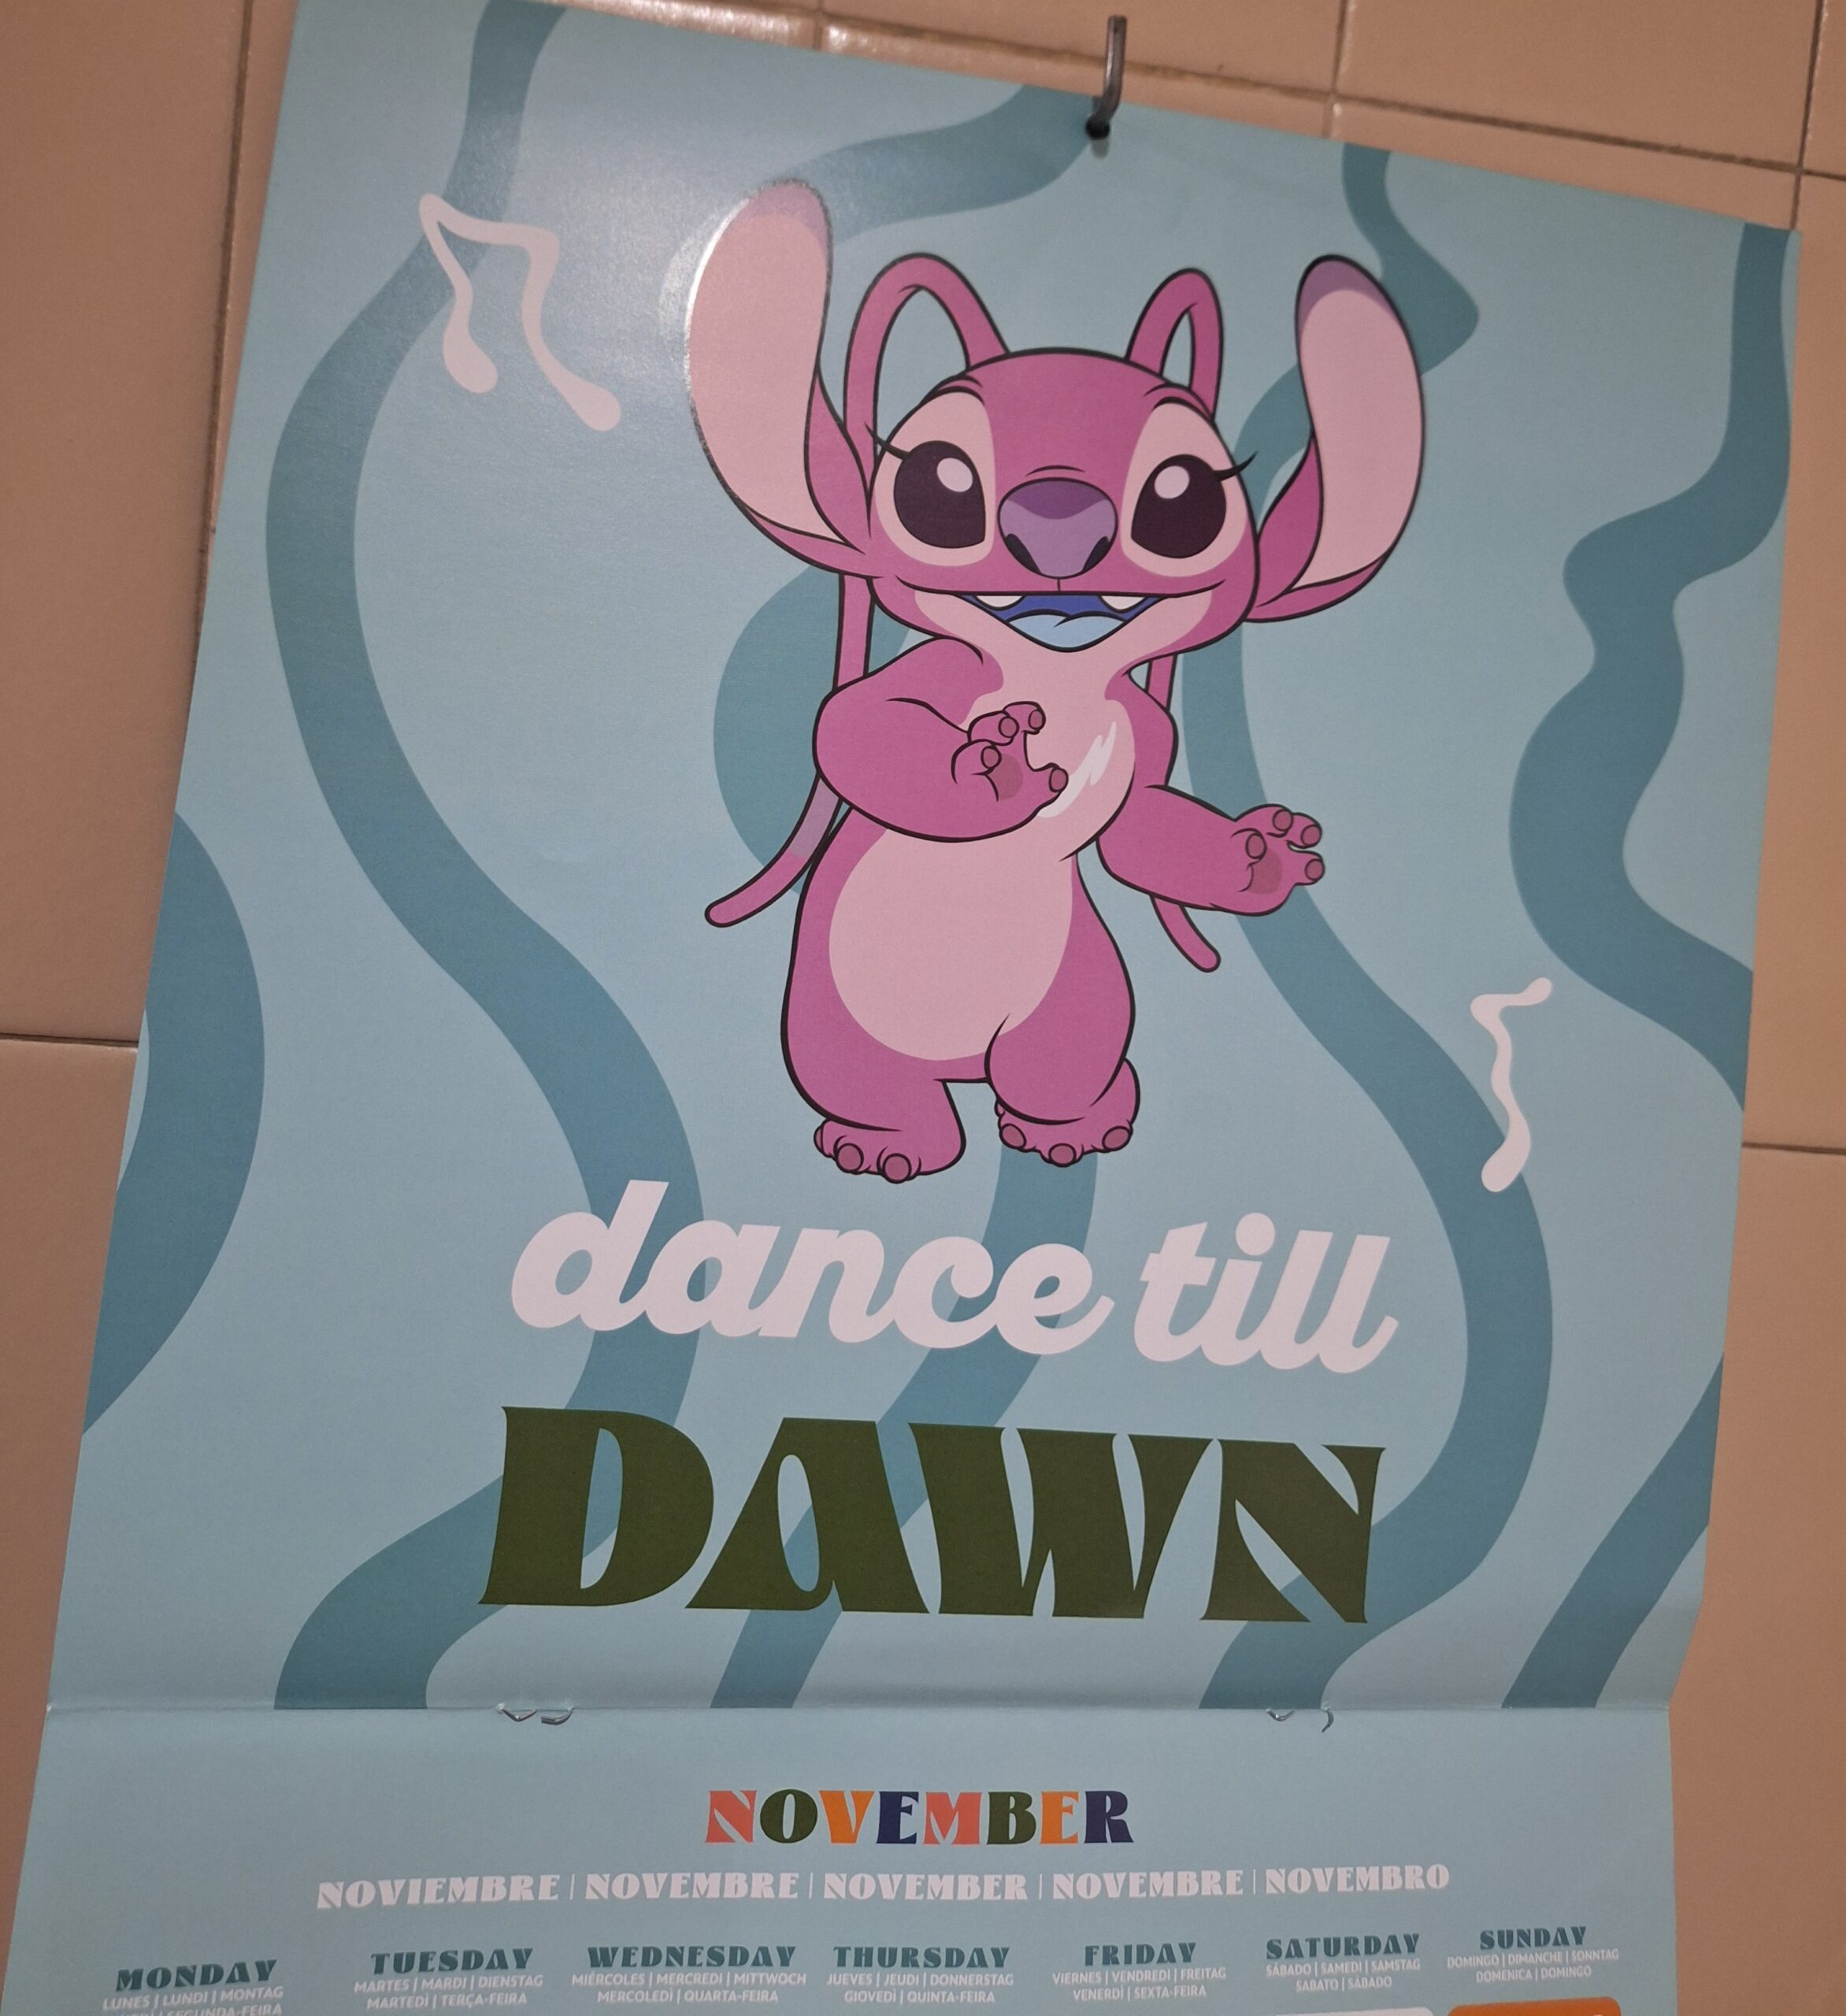 dance till
DAWN
NOVEMBER
NOVIEMBRE | NOVEMBRE | NOVEMBER | NOVEMBRE | NOVEMBRO
MONDAY
LUNES | LUNDI | MONTAG
| SEGUNDA-FEIRA
TUESDAY
MARTES | MARDI | DIENSTAG
MARTEDÌ | TERÇA-FEIRA
WEDNESDAY
MIÉRCOLES | MERCREDI | MITTWOCH
MERCOLEDÌ | QUARTA-FEIRA
THURSDAY
JUEVES | JEUDI | DONNERSTAG
GIOVEDÌ | QUINTA-FEIRA
FRIDAY
VIERNES | VENDREDI | FREITAG
VENERDÌ | SEXTA-FEIRA
SATURDAY
SÁBADO | SAMEDI | SAMSTAG
SABATO | SÁBADO
SUNDAY
DOMINGO | DIMANCHE | SONNTAG
DOMENICA | DOMINGO